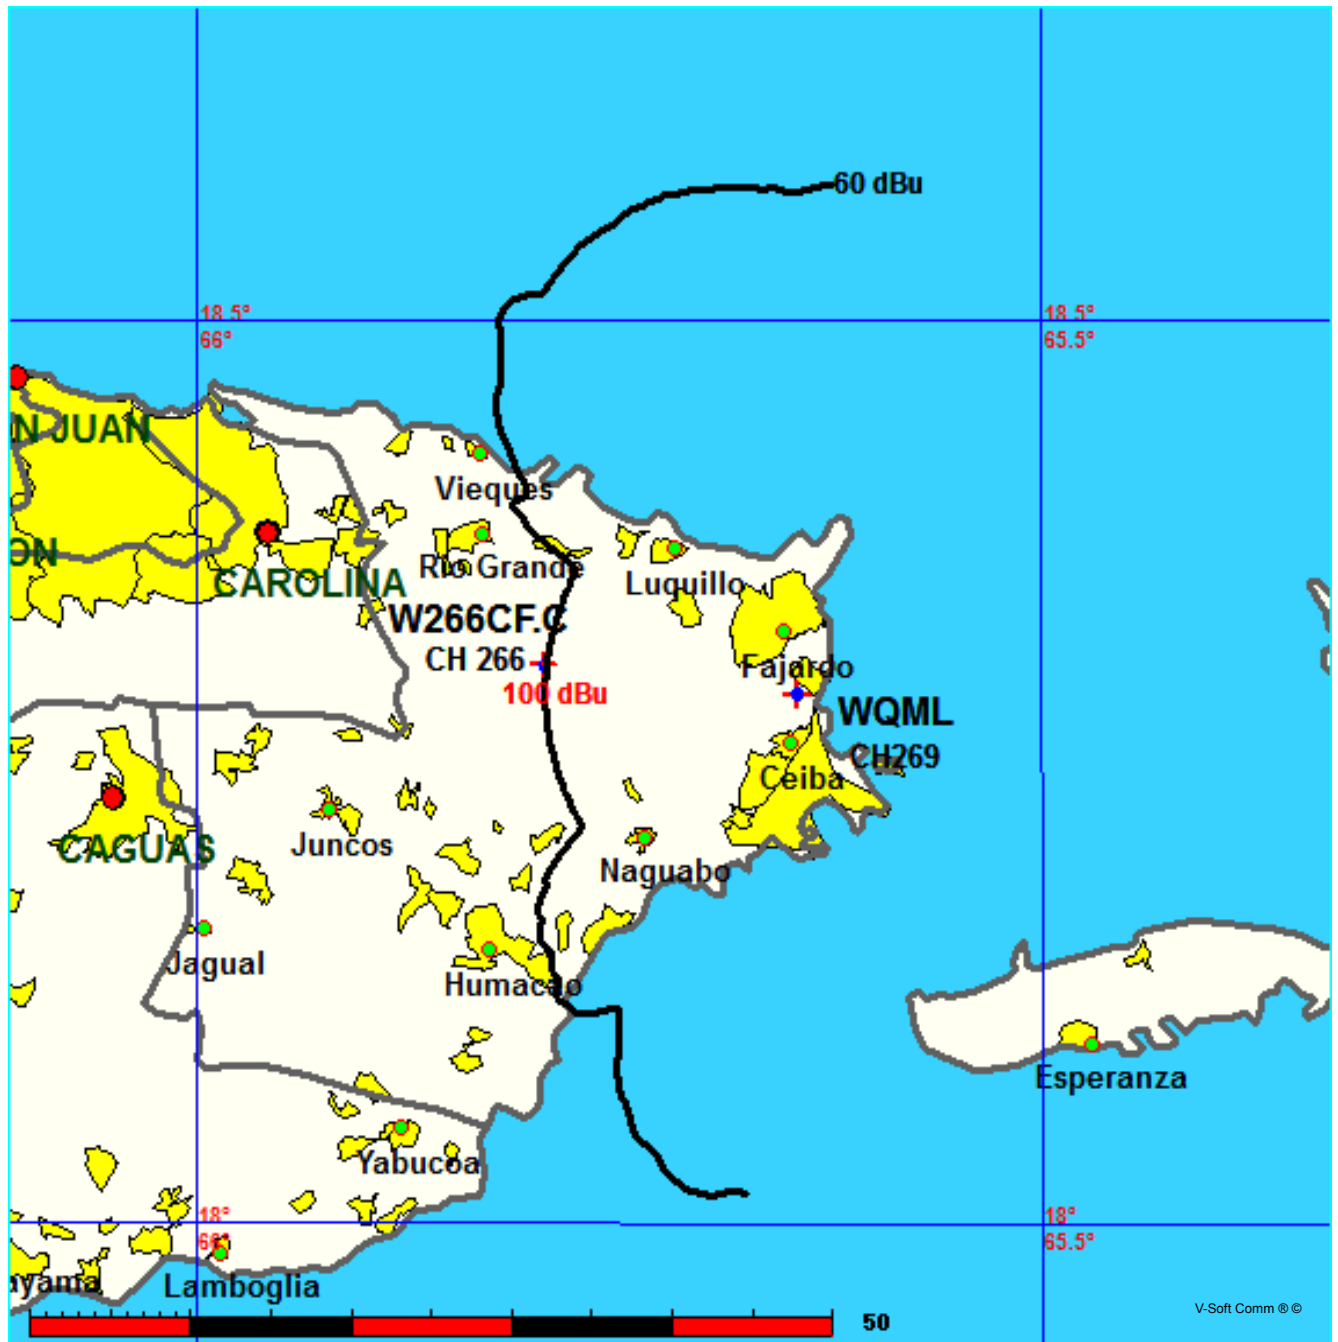 60 dBu
18.5°
18.5°
66°
65.5°
N JUAN
Vieques
ON
Rio Grande
CAROLINA
Luquillo
W266CF.C
CH 266
Fajardo
100 dBu
WQML
CH269
Ceiba
Juncos
CAGUAS
Naguabo
Jagual
Humacao
Esperanza
Yabucoa
18°
18°
66°
65.5°
ayama
Lamboglia
50
V-Soft Comm ® ©